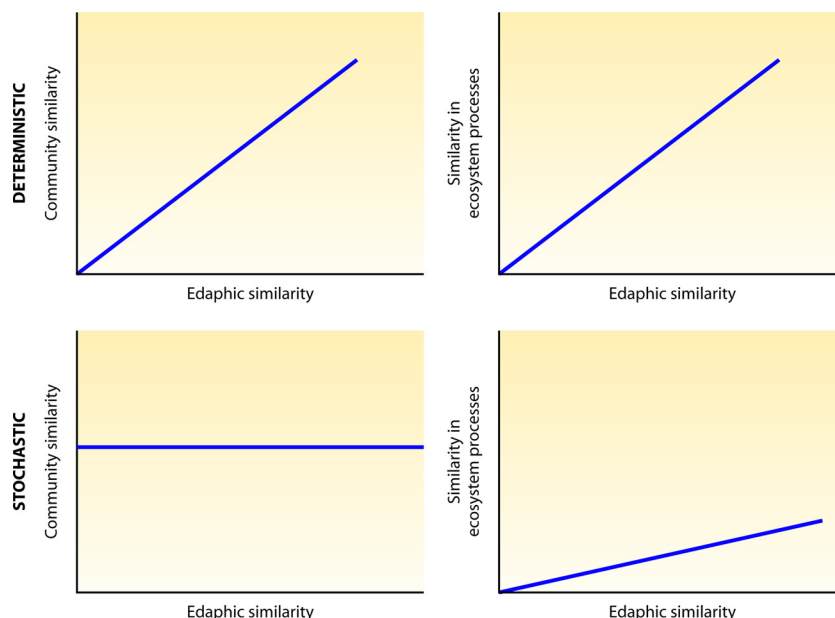 DETERMINISTIC
Community similarity
Edaphic similarity
Similarity in
ecosystem processes
Edaphic similarity
STOCHASTIC
Community similarity
Edaphic similarity
Similarity in
ecosystem processes
Edaphic similarity